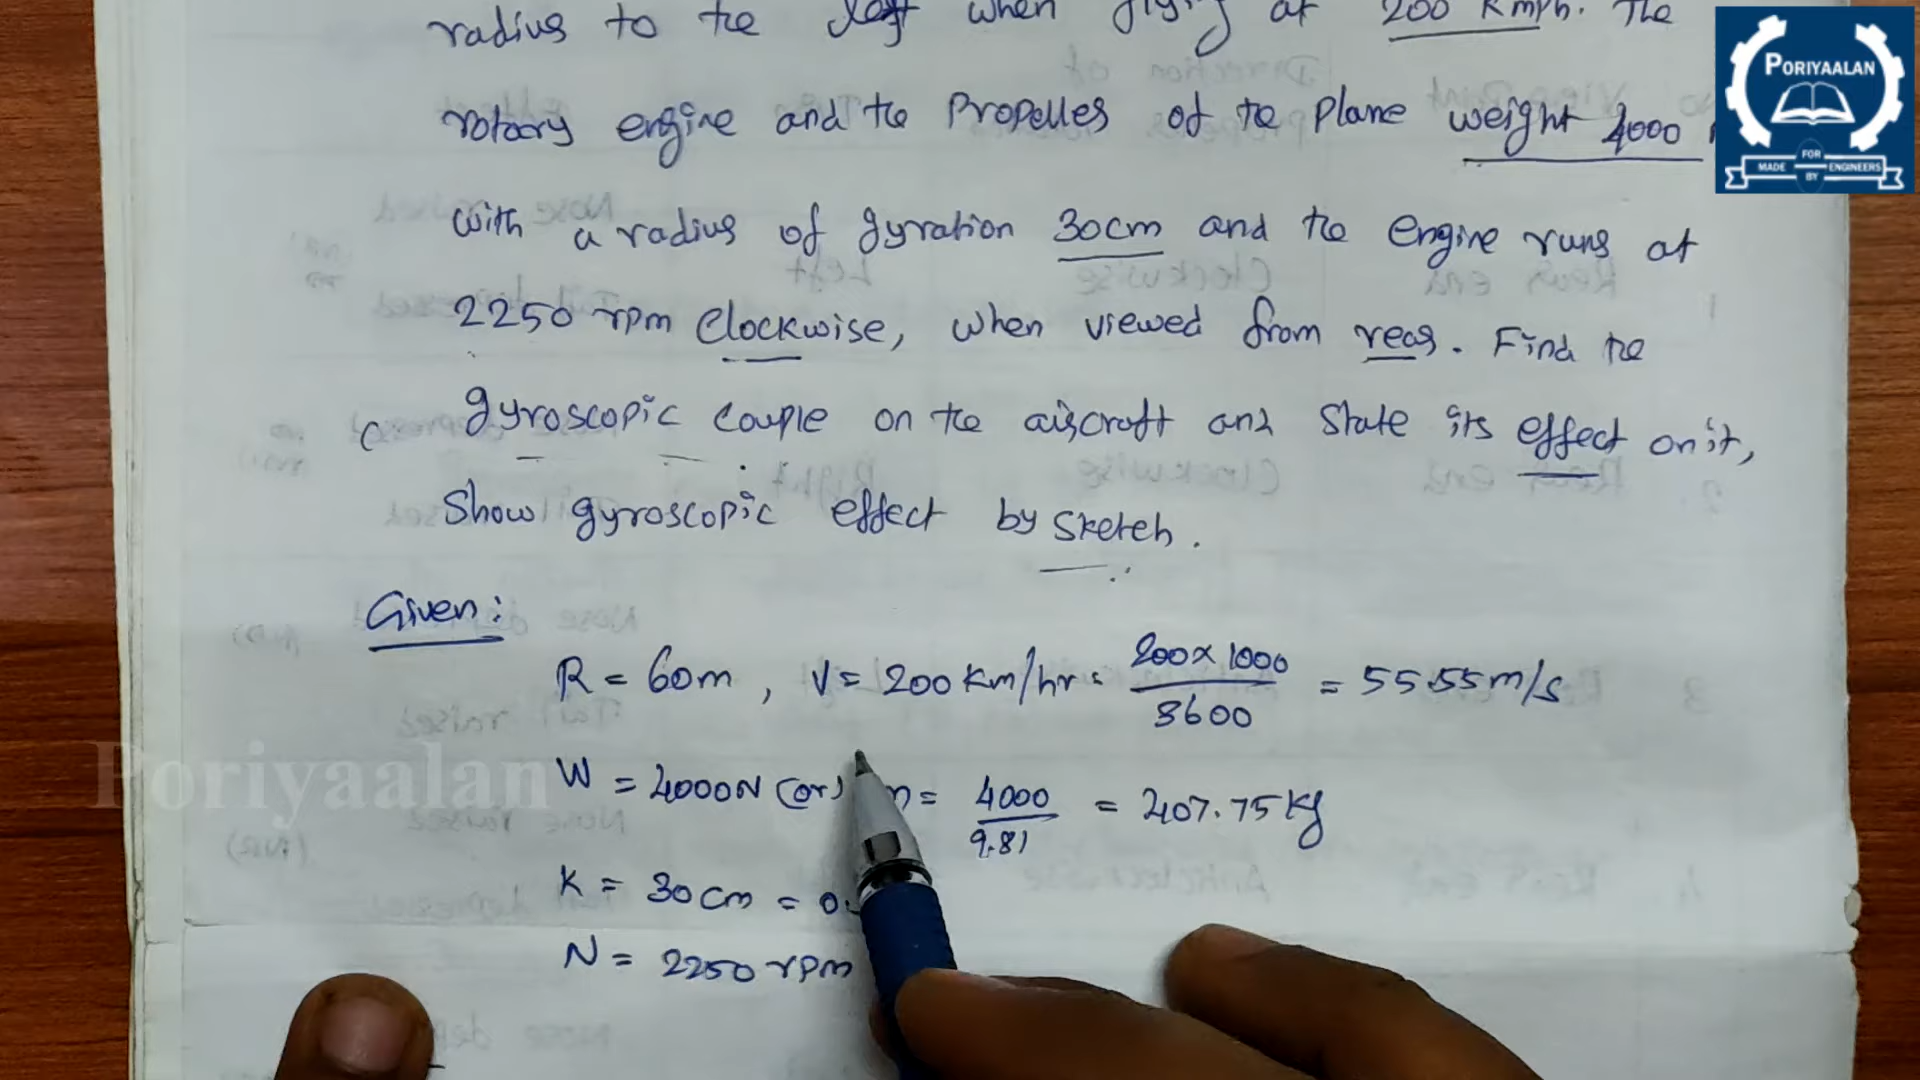 radius to the left when flying at 200 Kmph. The
rotary engine and the Propeller of the plane weight 4000
with a radius of gyration 30cm and the engine runs at
2250 rpm Clockwise, when viewed from rear. Find the
gyroscopic couple on the aircraft and State its effect on it,
Show gyroscopic effect by sketch.
Given:
R = 60m, V = 200 Km/hr = 200 x 1000 / 3600 = 55.55 m/s
W = 4000N (or) m = 4000 / 9.81 = 407.75 Kg
K = 30 cm = 0.
N = 2250 rpm
PORIYAALAN
MADE FOR BY ENGINEERS
Poriyaalan